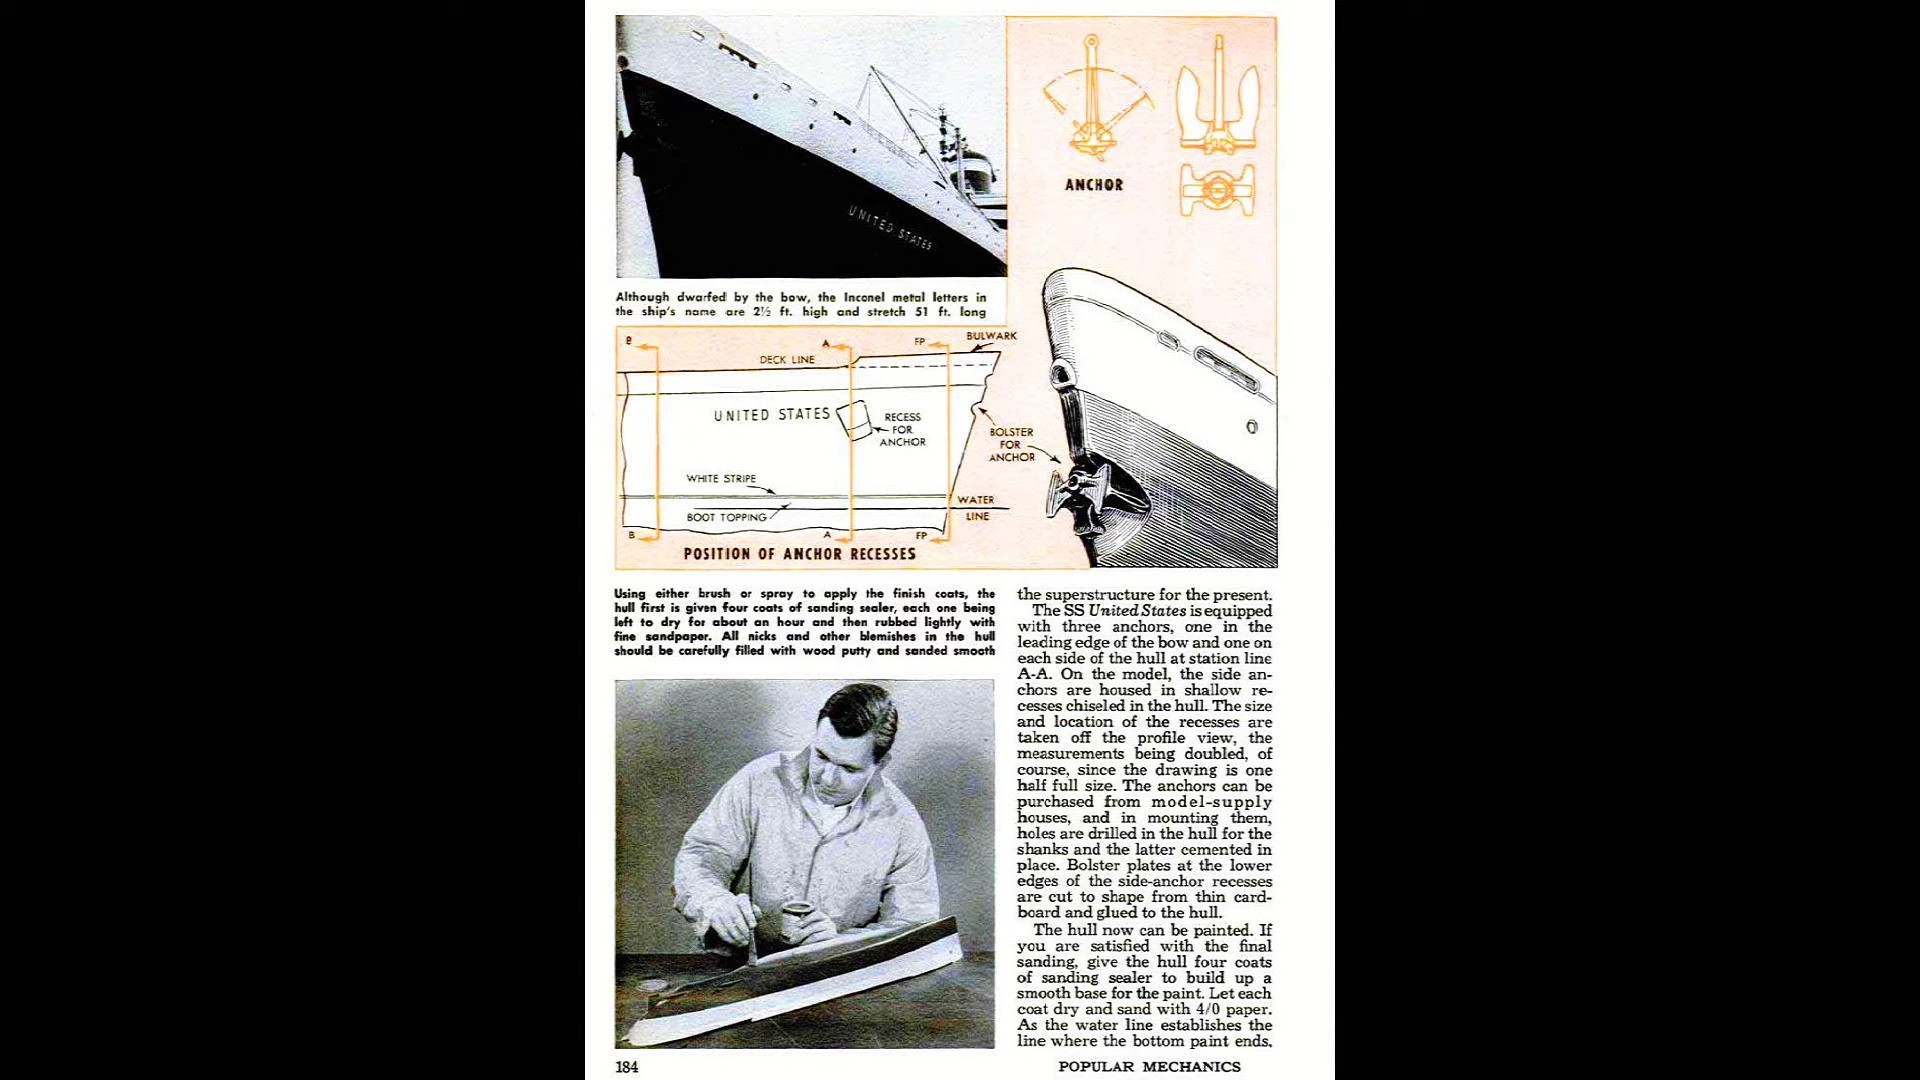 UNITED STATES
Although dwarfed by the bow, the Inconel metal letters in
the ship's name are 2½ ft. high and stretch 51 ft. long
ANCHOR
B
A
FP
BULWARK
DECK LINE
UNITED STATES
RECESS
FOR
ANCHOR
BOLSTER
FOR
ANCHOR
WHITE STRIPE
WATER
LINE
BOOT TOPPING
B
A
FP
POSITION OF ANCHOR RECESSES
Using either brush or spray to apply the finish coats, the
hull first is given four coats of sanding sealer, each one being
left to dry for about an hour and then rubbed lightly with
fine sandpaper. All nicks and other blemishes in the hull
should be carefully filled with wood putty and sanded smooth
the superstructure for the present.
The SS United States is equipped
with three anchors, one in the
leading edge of the bow and one on
each side of the hull at station line
A-A. On the model, the side an-
chors are housed in shallow re-
cesses chiseled in the hull. The size
and location of the recesses are
taken off the profile view, the
measurements being doubled, of
course, since the drawing is one
half full size. The anchors can be
purchased from model-supply
houses, and in mounting them,
holes are drilled in the hull for the
shanks and the latter cemented in
place. Bolster plates at the lower
edges of the side-anchor recesses
are cut to shape from thin card-
board and glued to the hull.
The hull now can be painted. If
you are satisfied with the final
sanding, give the hull four coats
of sanding sealer to build up a
smooth base for the paint. Let each
coat dry and sand with 4/0 paper.
As the water line establishes the
line where the bottom paint ends,
184
POPULAR MECHANICS